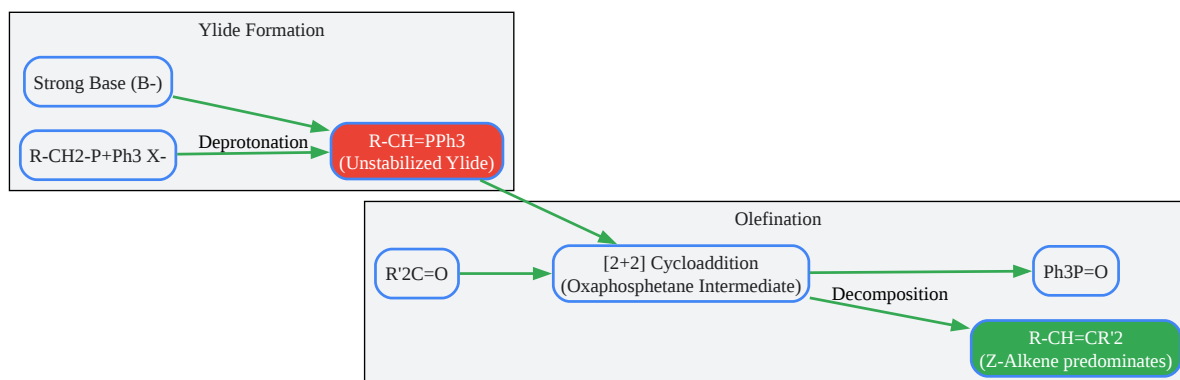 Ylide Formation
Strong Base (B-)
R-CH2-P+Ph3 X-
Deprotonation
R-CH=PPh3
(Unstabilized Ylide)
Olefination
R'2C=O
[2+2] Cycloaddition
(Oxaphosphetane Intermediate)
Decomposition
Ph3P=O
R-CH=CR'2
(Z-Alkene predominates)